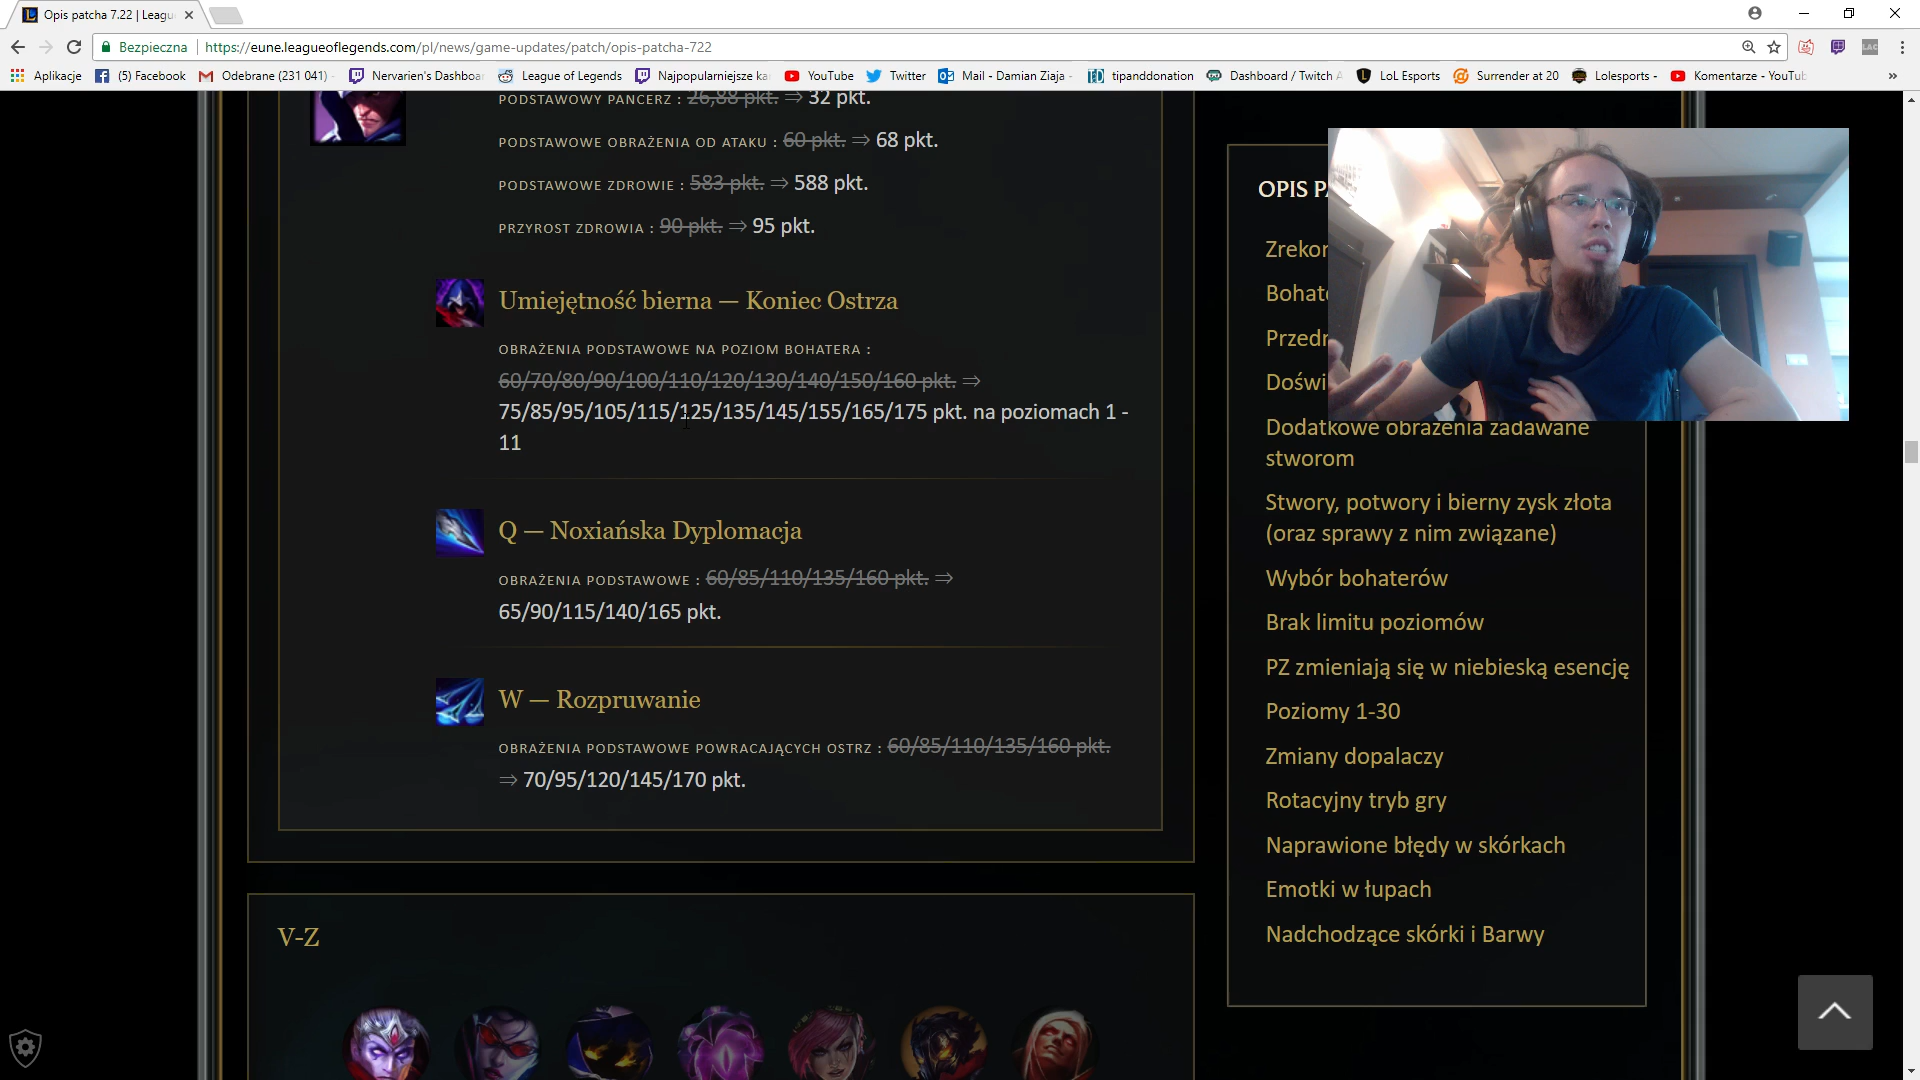 Opis patcha 7.22 | Leagu
Bezpieczna https://eune.leagueoflegends.com/pl/news/game-updates/patch/opis-patcha-722
Aplikacje (5) Facebook Odebrane (231 041) - Nervarien's Dashboa League of Legends Najpopularniejsze ka YouTube Twitter Mail - Damian Ziaja - tipanddonation Dashboard / Twitch A LoL Esports Surrender at 20 Lolesports - Komentarze - YouTub »
PODSTAWOWY PANCERZ : 26,88 pkt. ⇒ 32 pkt.
PODSTAWOWE OBRAŻENIA OD ATAKU : 60 pkt. ⇒ 68 pkt.
PODSTAWOWE ZDROWIE : 583 pkt. ⇒ 588 pkt.
PRZYROST ZDROWIA : 90 pkt. ⇒ 95 pkt.
Umiejętność bierna — Koniec Ostrza
OBRAŻENIA PODSTAWOWE NA POZIOM BOHATERA :
60/70/80/90/100/110/120/130/140/150/160 pkt. ⇒
75/85/95/105/115/125/135/145/155/165/175 pkt. na poziomach 1 -
11
Q — Noxiańska Dyplomacja
OBRAŻENIA PODSTAWOWE : 60/85/110/135/160 pkt. ⇒
65/90/115/140/165 pkt.
W — Rozpruwanie
OBRAŻENIA PODSTAWOWE POWRACAJĄCYCH OSTRZ : 60/85/110/135/160 pkt.
⇒ 70/95/120/145/170 pkt.
V-Z
OPIS
Dodatkowe obrażenia zadawane
stworom
Stwory, potwory i bierny zysk złota
(oraz sprawy z nim związane)
Wybór bohaterów
Brak limitu poziomów
PZ zmieniają się w niebieską esencję
Poziomy 1-30
Zmiany dopalaczy
Rotacyjny tryb gry
Naprawione błędy w skórkach
Emotki w łupach
Nadchodzące skórki i Barwy